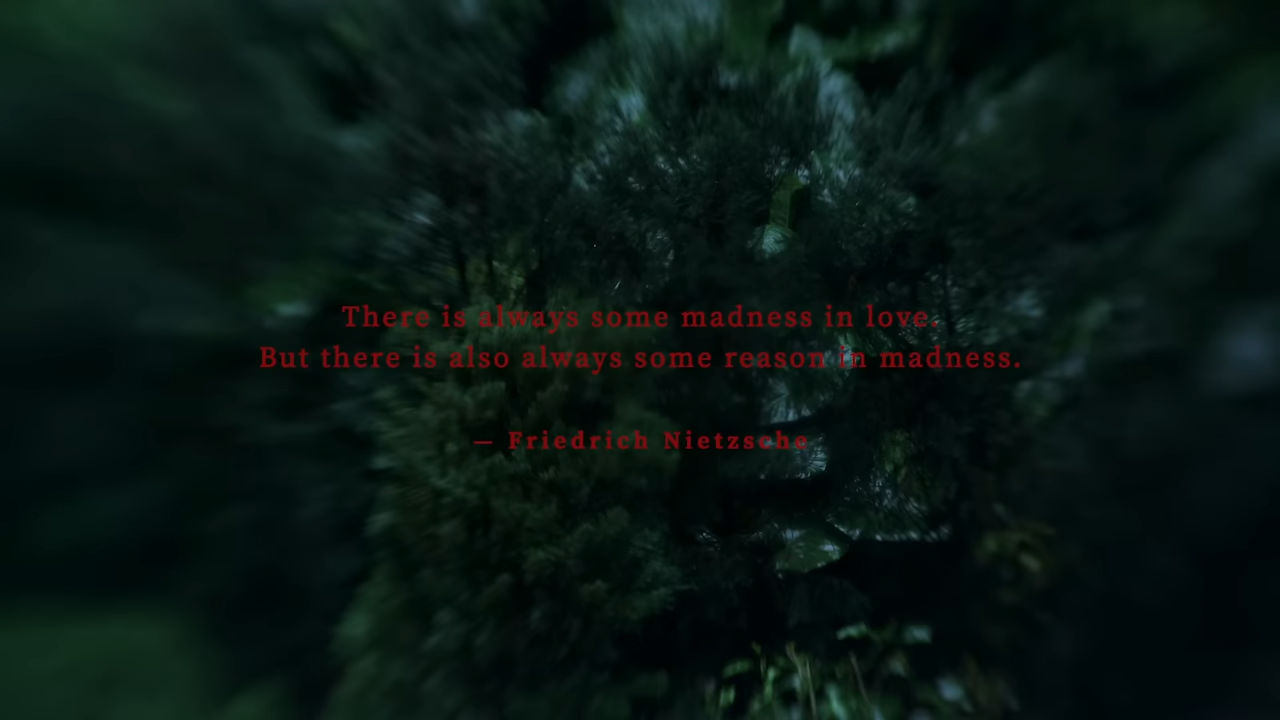 There is always some madness in love.
But there is also always some reason in madness.
— Friedrich Nietzsche